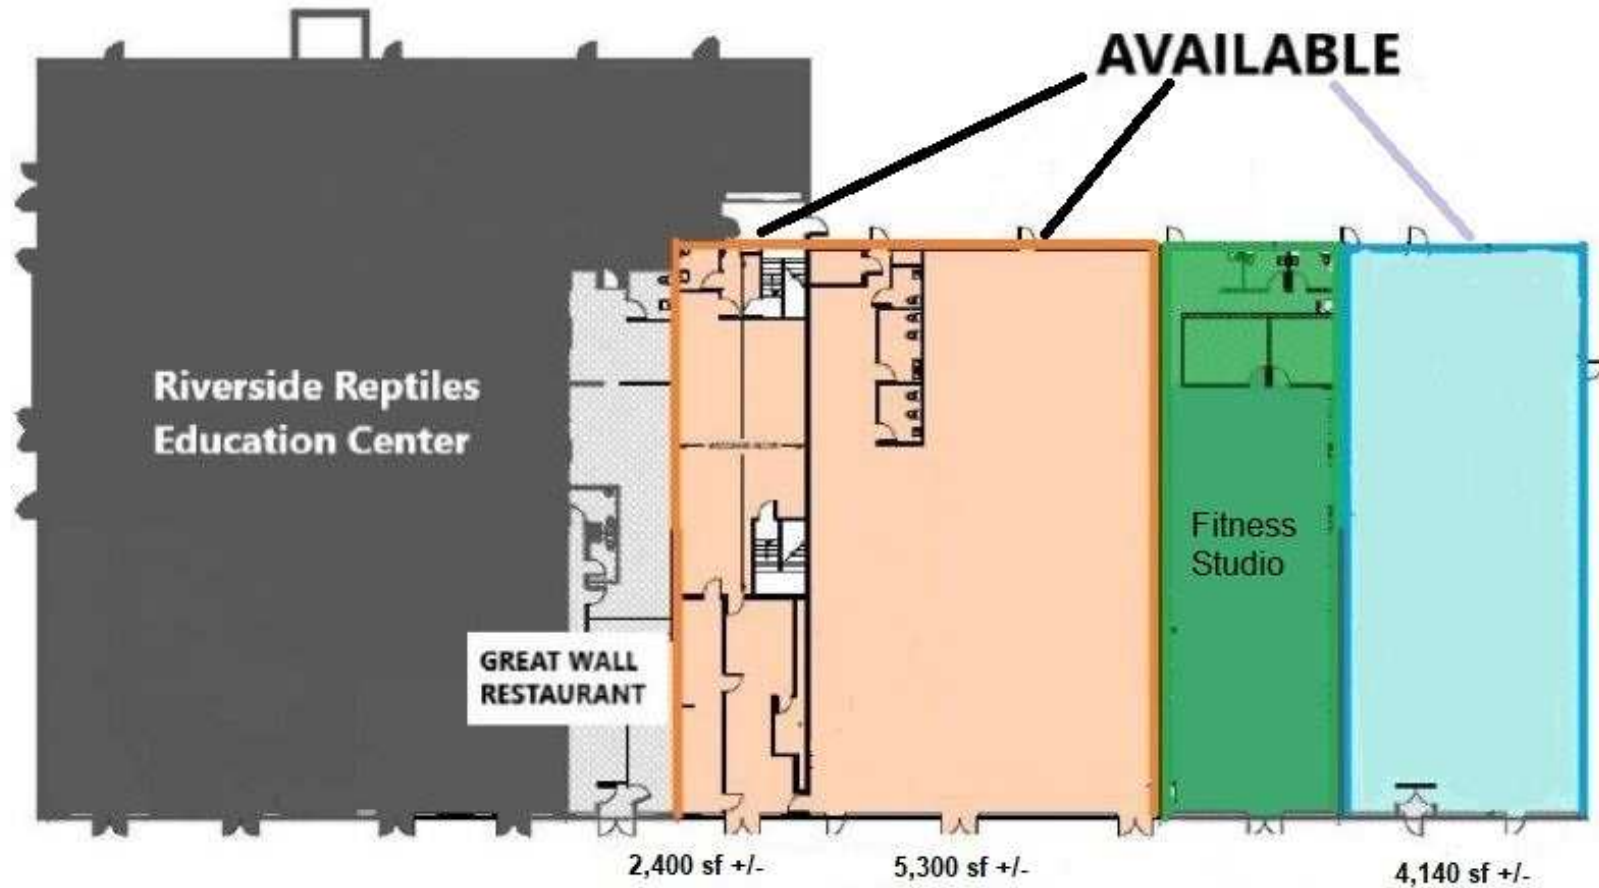 AVAILABLE
Riverside Reptiles
Education Center
Fitness
Studio
GREAT WALL
RESTAURANT
2,400 sf +/-
5,300 sf +/-
4,140 sf +/-